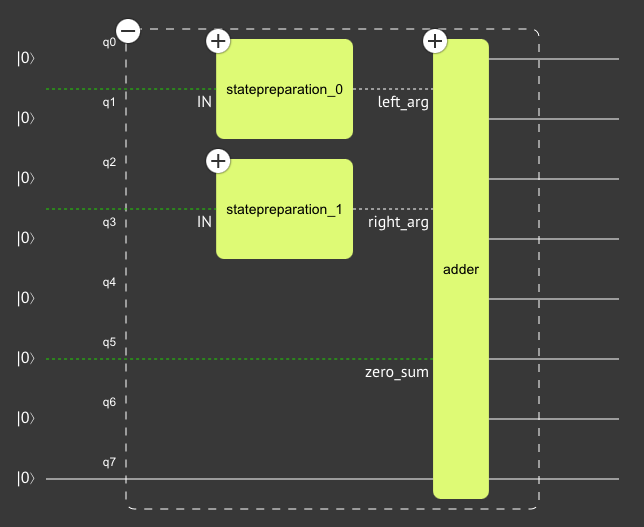 q0
|0⟩
statepreparation_0
q1
IN
left_arg
|0⟩
q2
|0⟩
statepreparation_1
q3
IN
right_arg
|0⟩
adder
q4
|0⟩
q5
|0⟩
zero_sum
q6
|0⟩
q7
|0⟩